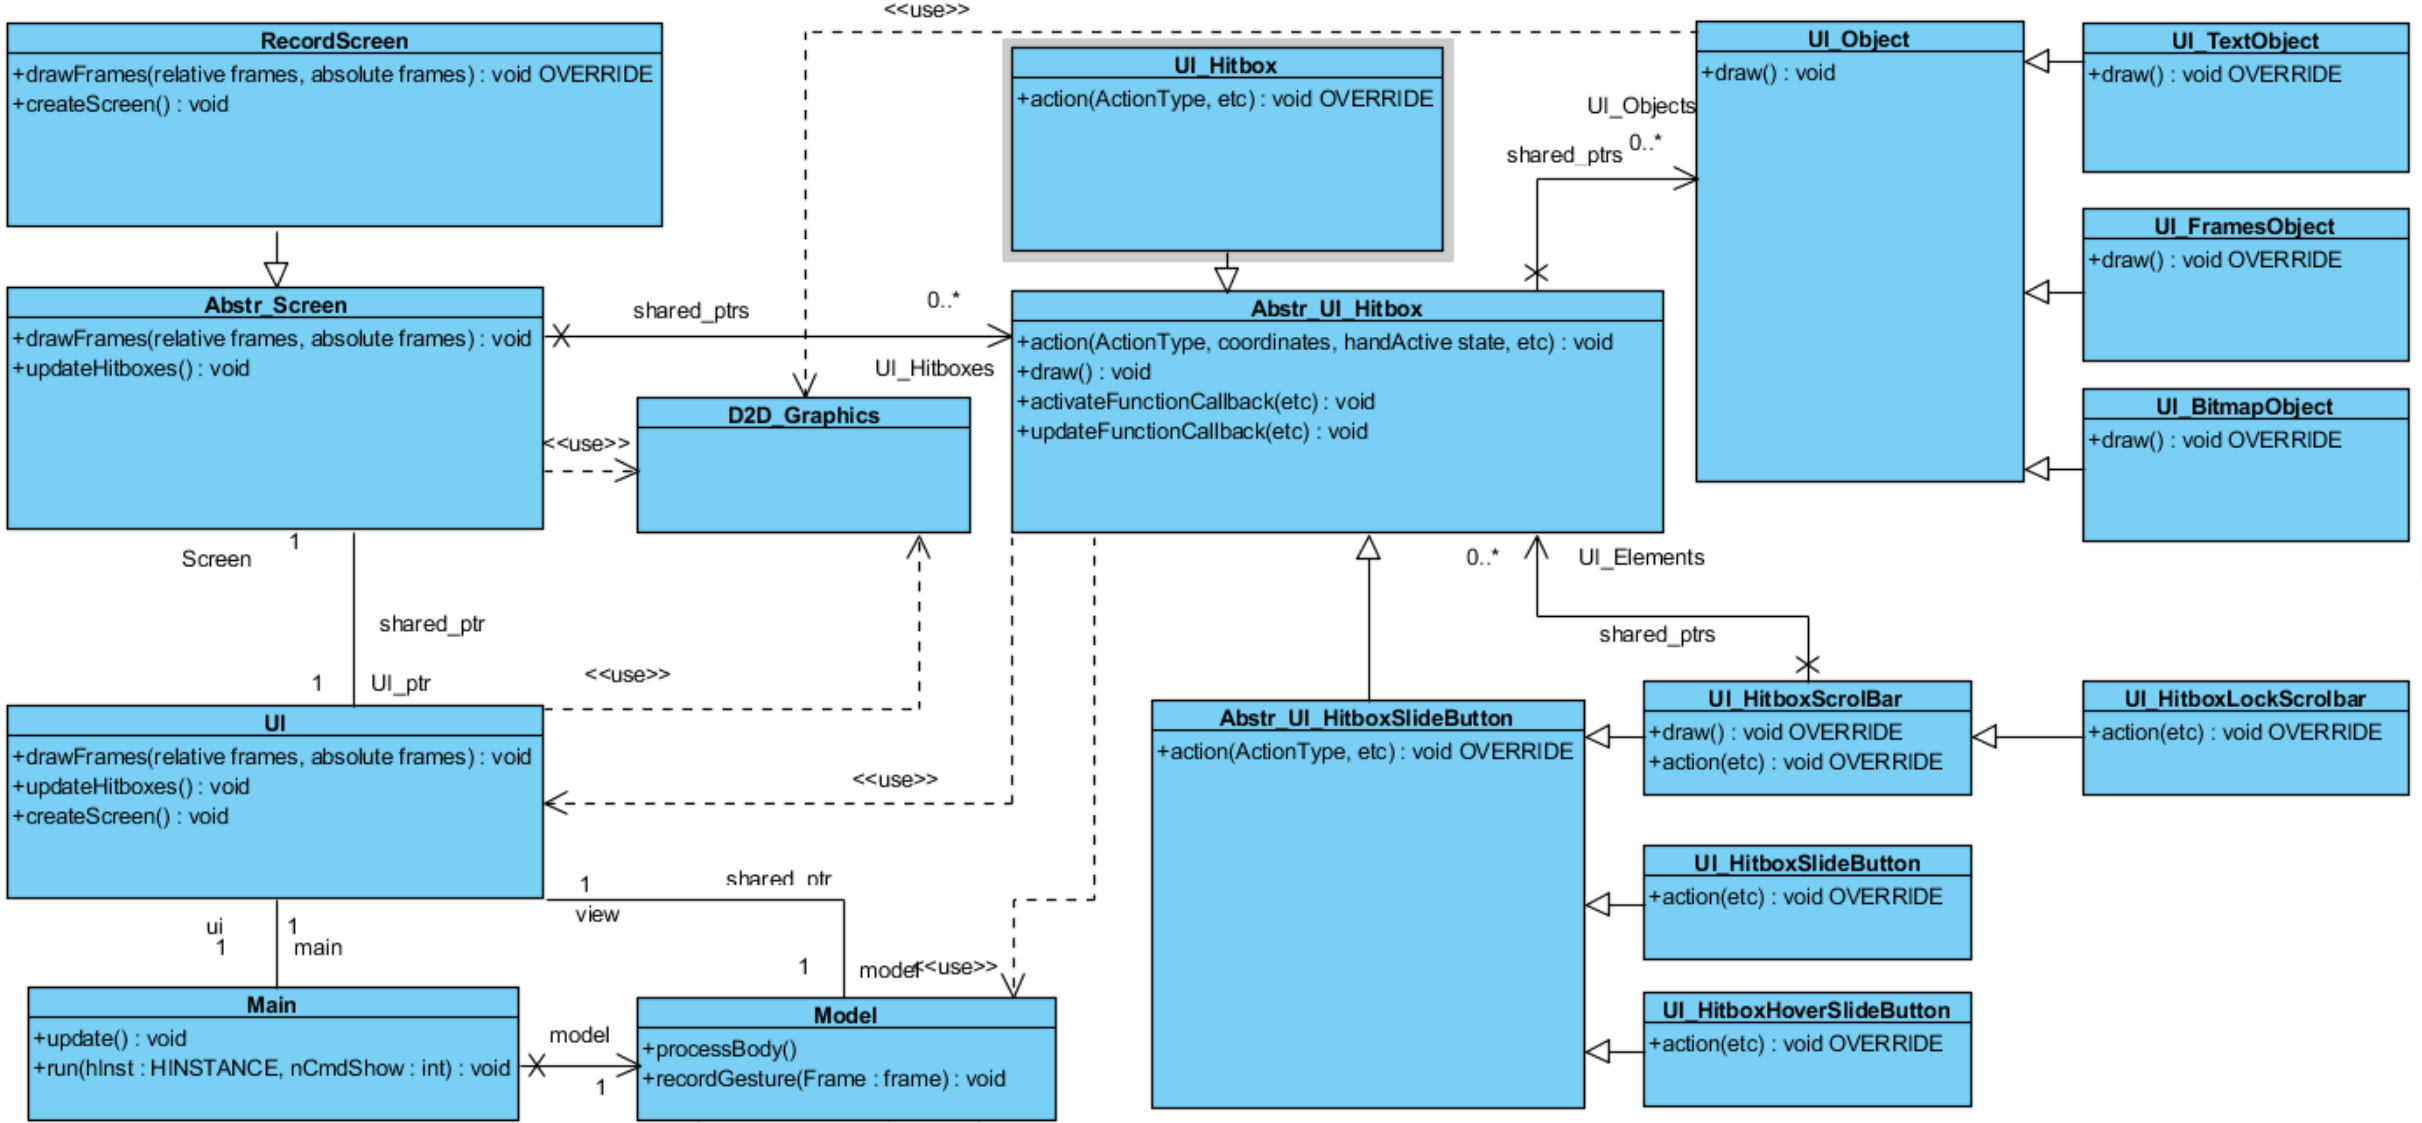 <<use>>
RecordScreen
+drawFrames(relative frames, absolute frames) : void OVERRIDE
+createScreen() : void
UI_Hitbox
+action(ActionType, etc) : void OVERRIDE
UI_Object
+draw() : void
UI_TextObject
+draw() : void OVERRIDE
UI_Objects
0..*
shared_ptrs
UI_FramesObject
+draw() : void OVERRIDE
Abstr_Screen
+drawFrames(relative frames, absolute frames) : void
+updateHitboxes() : void
shared_ptrs
0..*
UI_Hitboxes
Abstr_UI_Hitbox
+action(ActionType, coordinates, handActive state, etc) : void
+draw() : void
+activateFunctionCallback(etc) : void
+updateFunctionCallback(etc) : void
D2D_Graphics
<<use>>
UI_BitmapObject
+draw() : void OVERRIDE
1
Screen
shared_ptr
1
UI_ptr
<<use>>
0..*
UI_Elements
shared_ptrs
UI
+drawFrames(relative frames, absolute frames) : void
+updateHitboxes() : void
+createScreen() : void
<<use>>
Abstr_UI_HitboxSlideButton
+action(ActionType, etc) : void OVERRIDE
UI_HitboxScrolBar
+draw() : void OVERRIDE
+action(etc) : void OVERRIDE
UI_HitboxLockScrolbar
+action(etc) : void OVERRIDE
UI_HitboxSlideButton
+action(etc) : void OVERRIDE
UI_HitboxHoverSlideButton
+action(etc) : void OVERRIDE
1
view
shared_ptr
ui
1
1
main
1
model
<<use>>
Main
+update() : void
+run(hInst : HINSTANCE, nCmdShow : int) : void
model
1
Model
+processBody()
+recordGesture(Frame : frame) : void